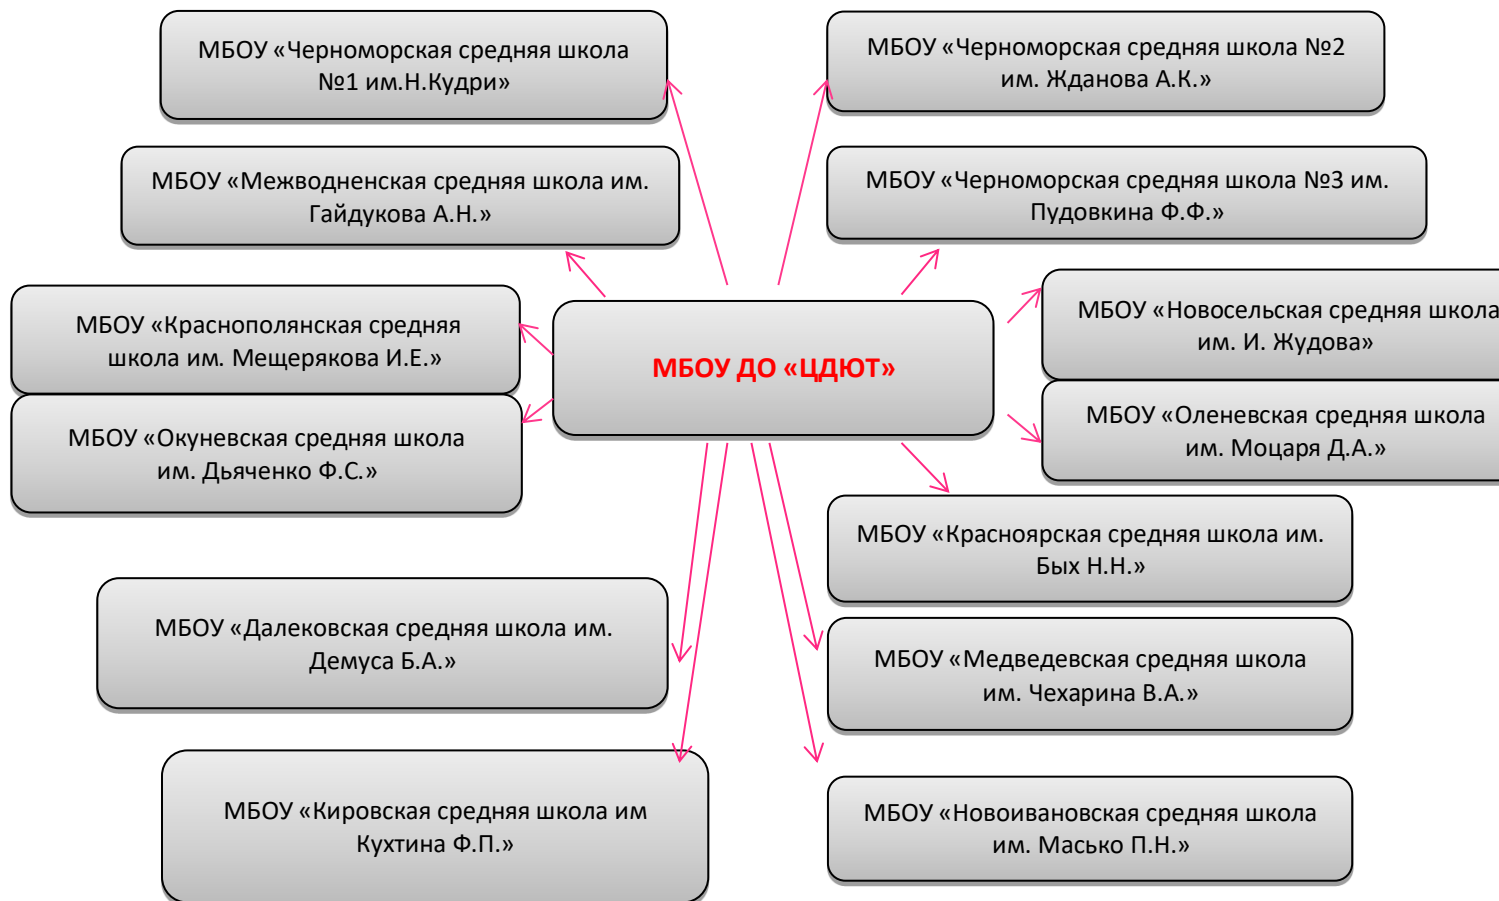 МБОУ «Черноморская средняя школа
№1 им.Н.Кудри»
МБОУ «Черноморская средняя школа №2
им. Жданова А.К.»
МБОУ «Межводненская средняя школа им.
Гайдукова А.Н.»
МБОУ «Черноморская средняя школа №3 им.
Пудовкина Ф.Ф.»
МБОУ «Краснополянская средняя
школа им. Мещерякова И.Е.»
МБОУ ДО «ЦДЮТ»
МБОУ «Новосельская средняя школа
им. И. Жудова»
МБОУ «Окуневская средняя школа
им. Дьяченко Ф.С.»
МБОУ «Оленевская средняя школа
им. Моцаря Д.А.»
МБОУ «Красноярская средняя школа им.
Бых Н.Н.»
МБОУ «Далековская средняя школа им.
Демуса Б.А.»
МБОУ «Медведевская средняя школа
им. Чехарина В.А.»
МБОУ «Кировская средняя школа им
Кухтина Ф.П.»
МБОУ «Новоивановская средняя школа
им. Масько П.Н.»